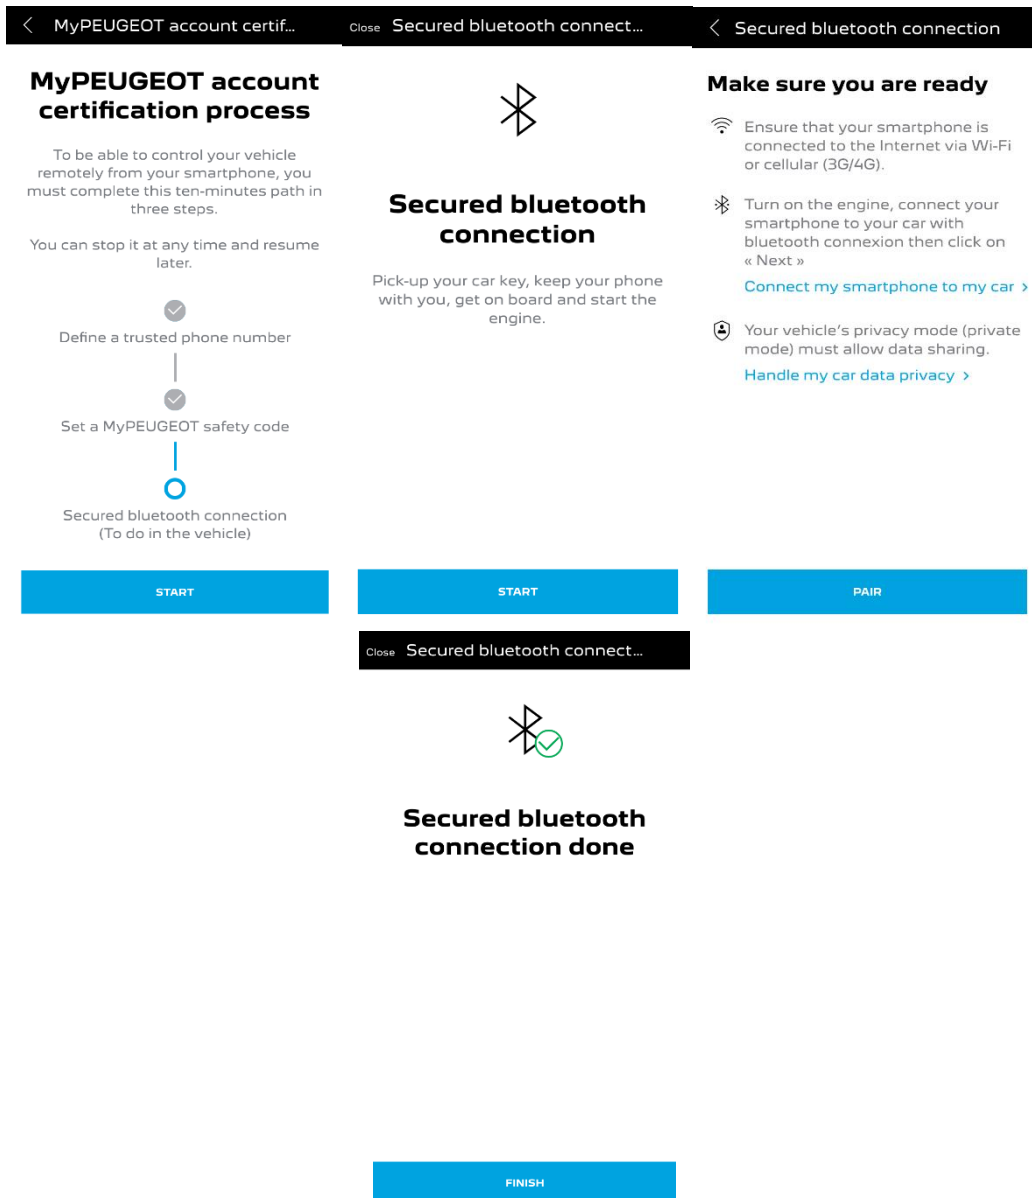 MyPEUGEOT account certif...
MyPEUGEOT account
certification process
To be able to control your vehicle
remotely from your smartphone, you
must complete this ten-minutes path in
three steps.
You can stop it at any time and resume
later.
Define a trusted phone number
Set a MyPEUGEOT safety code
Secured bluetooth connection
(To do in the vehicle)
START
Close Secured bluetooth connect...
Secured bluetooth
connection
Pick-up your car key, keep your phone
with you, get on board and start the
engine.
START
Secured bluetooth connection
Make sure you are ready
Ensure that your smartphone is
connected to the Internet via Wi-Fi
or cellular (3G/4G).
Turn on the engine, connect your
smartphone to your car with
bluetooth connexion then click on
« Next »
Connect my smartphone to my car >
Your vehicle's privacy mode (private
mode) must allow data sharing.
Handle my car data privacy >
PAIR
Close Secured bluetooth connect...
Secured bluetooth
connection done
FINISH